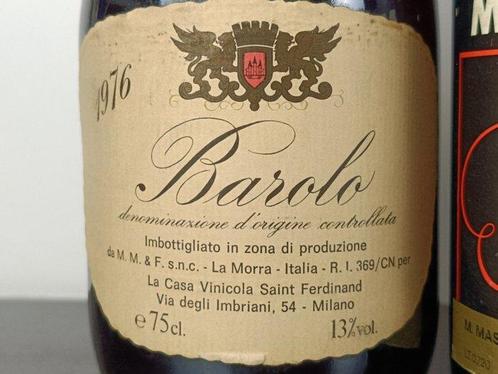 1976
Barolo
denominazione d'origine controllata
Imbottigliato in zona di produzione
da M. M. & F. s.n.c. - La Morra - Italia - R. I. 369/CN per
La Casa Vinicola Saint Ferdinand
Via degli Imbriani, 54 - Milano
e 75 cl.
13% vol.
M
M. MAS